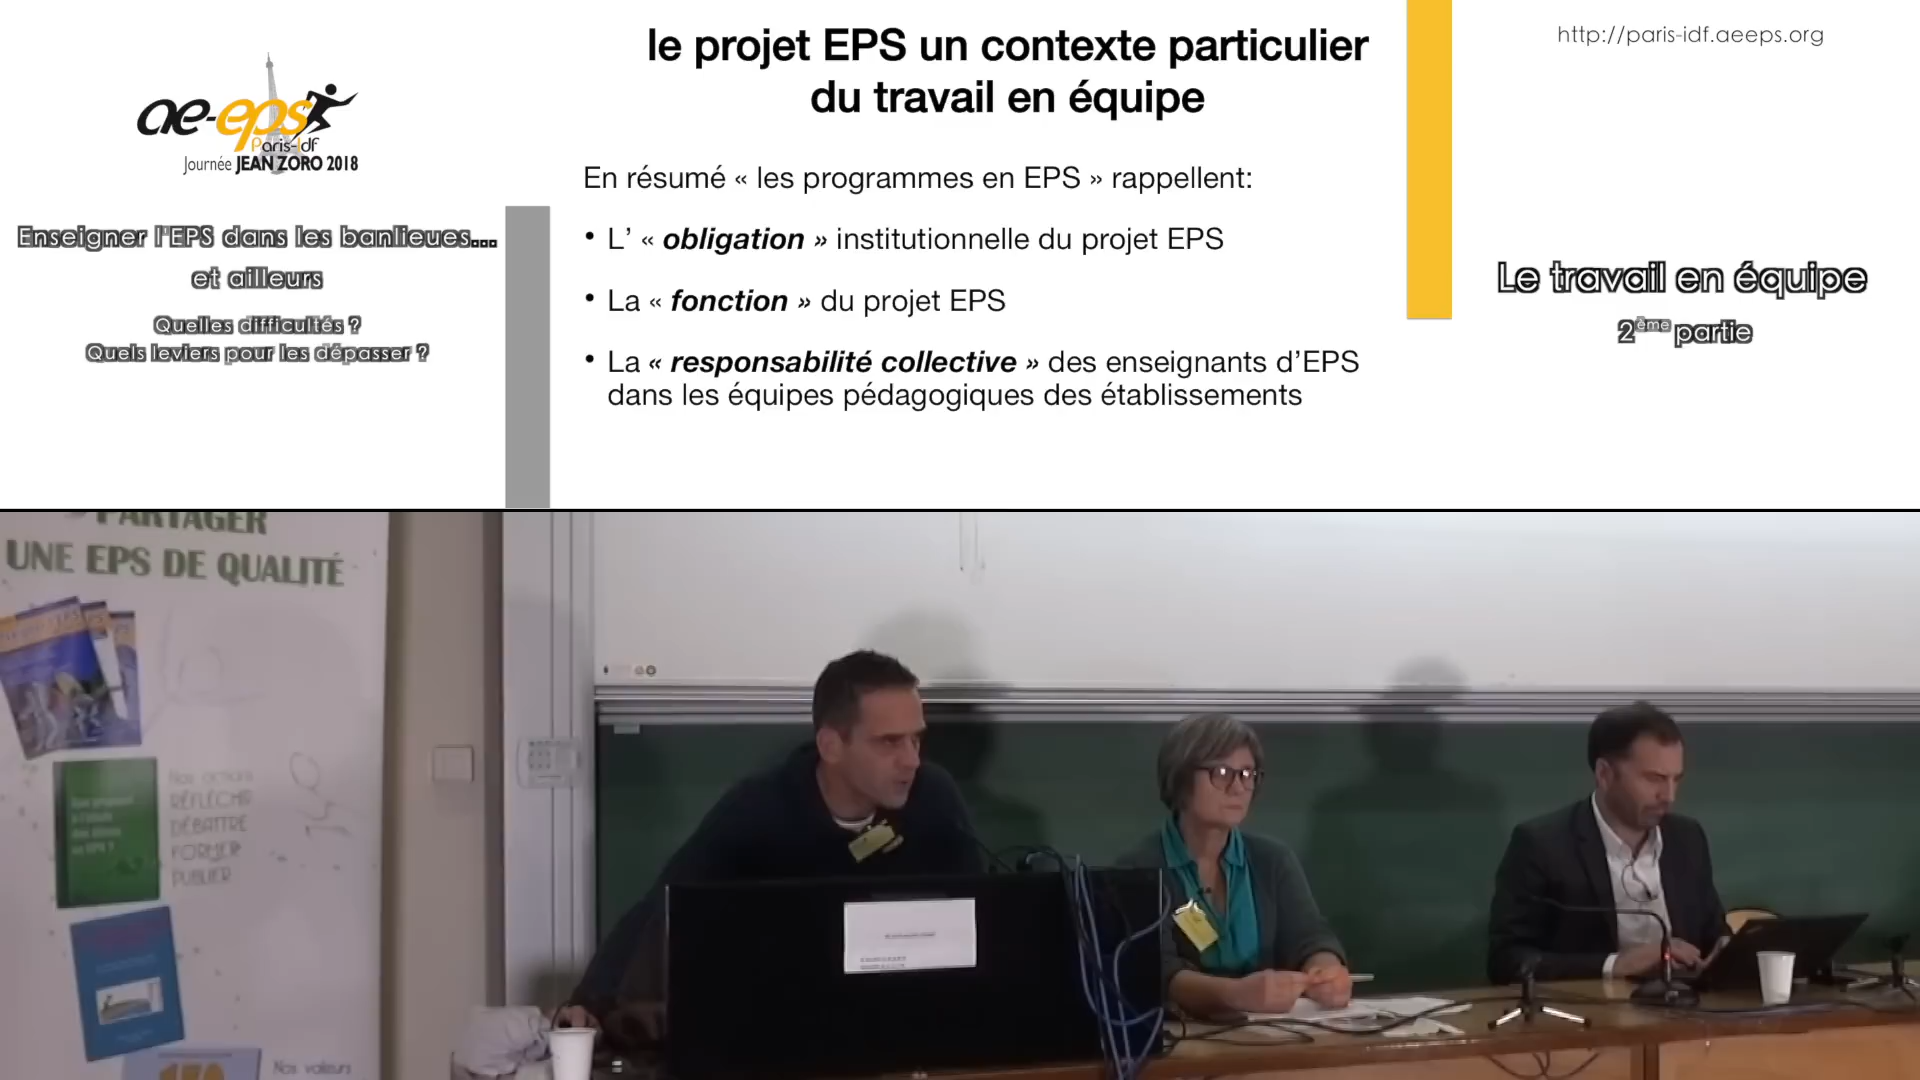 le projet EPS un contexte particulier
du travail en équipe
http://paris-idf.aeeps.org
ae-eps
Paris-Idf
Journée JEAN ZORO 2018
En résumé « les programmes en EPS » rappellent:
• L’ « obligation » institutionnelle du projet EPS
• La « fonction » du projet EPS
• La « responsabilité collective » des enseignants d’EPS
dans les équipes pédagogiques des établissements
Enseigner l'EPS dans les banlieues...
et ailleurs
Quelles difficultés ?
Quels leviers pour les dépasser ?
Le travail en équipe
2ème partie
PARTAGER
UNE EPS DE QUALITÉ
Nos actions
RÉFLÉCHIR
DÉBATTRE
FORMER
PUBLIER
Nos valeurs